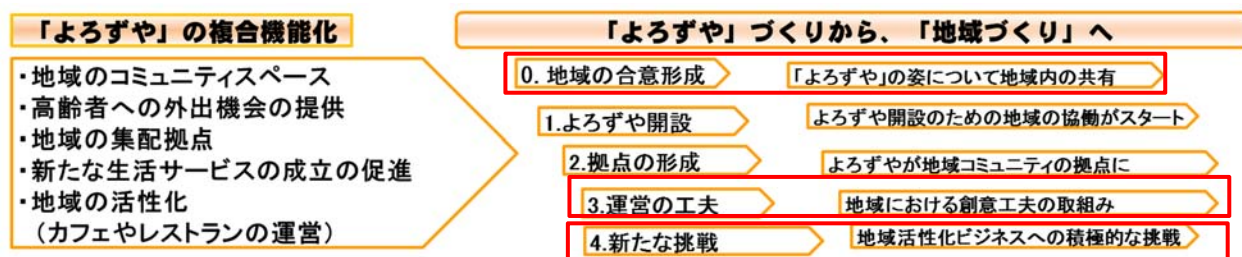 「よろずや」の複合機能化
・地域のコミュニティスペース
・高齢者への外出機会の提供
・地域の集配拠点
・新たな生活サービスの成立の促進
・地域の活性化
（カフェやレストランの運営）
「よろずや」づくりから、「地域づくり」へ
0. 地域の合意形成
「よろずや」の姿について地域内の共有
1.よろずや開設
よろずや開設のための地域の協働がスタート
2.拠点の形成
よろずやが地域コミュニティの拠点に
3.運営の工夫
地域における創意工夫の取組み
4.新たな挑戦
地域活性化ビジネスへの積極的な挑戦